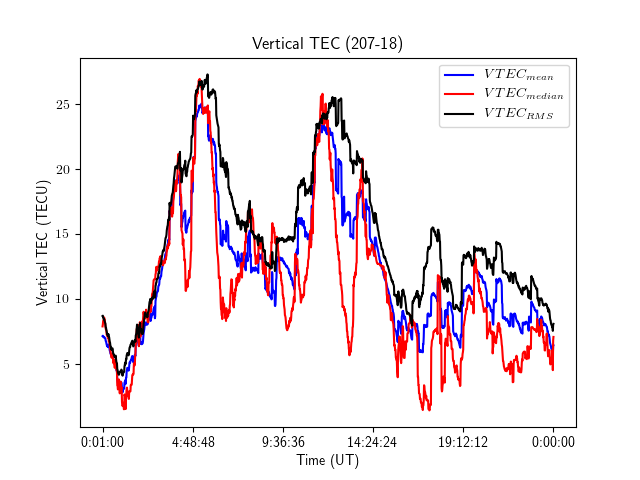 Vertical TEC (207-18)
VTEC_mean
VTEC_median
VTEC_RMS
Vertical TEC (TECU)
25
20
15
10
5
0:01:00 4:48:48 9:36:36 14:24:24 19:12:12 0:00:00
Time (UT)